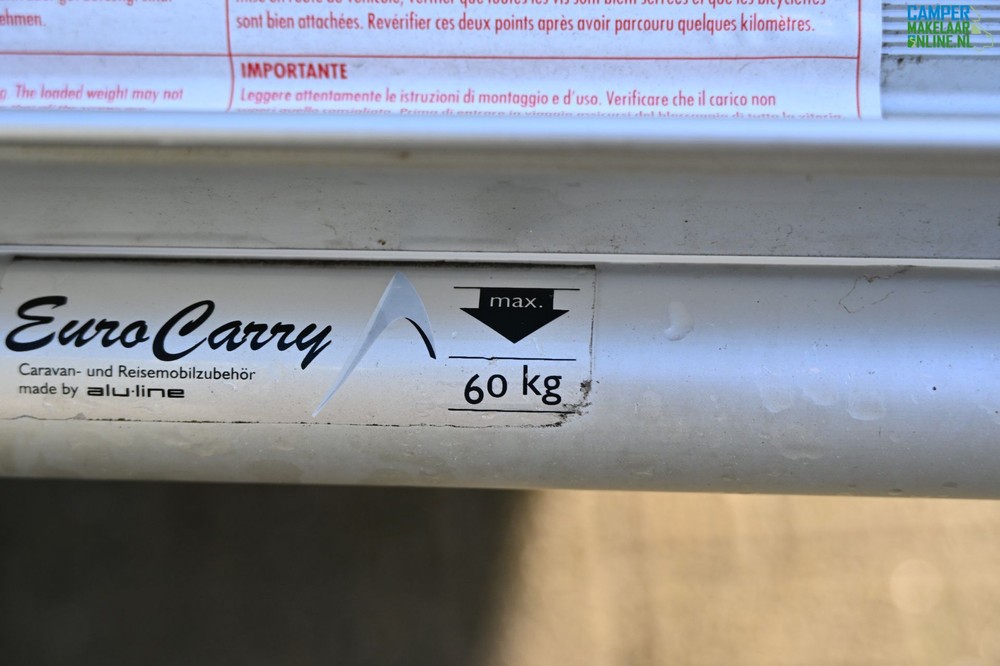 ehmen.
sont bien attachées. Revérifier ces deux points après avoir parcouru quelques kilomètres.
IMPORTANTE
The loaded weight may not
Leggere attentamente le istruzioni di montaggio e d'uso. Verificare che il carico non
CAMPER
MAKELAAR
ONLINE.NL
EuroCarry
Caravan- und Reisemobilzubehör
made by alu-line
max.
60 kg